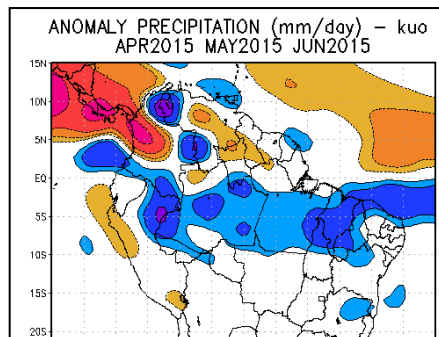 ANOMALY PRECIPITATION (mm/day) – kuo
APR2015 MAY2015 JUN2015
15N
10N
5N
EQ
5S
10S
15S
20S